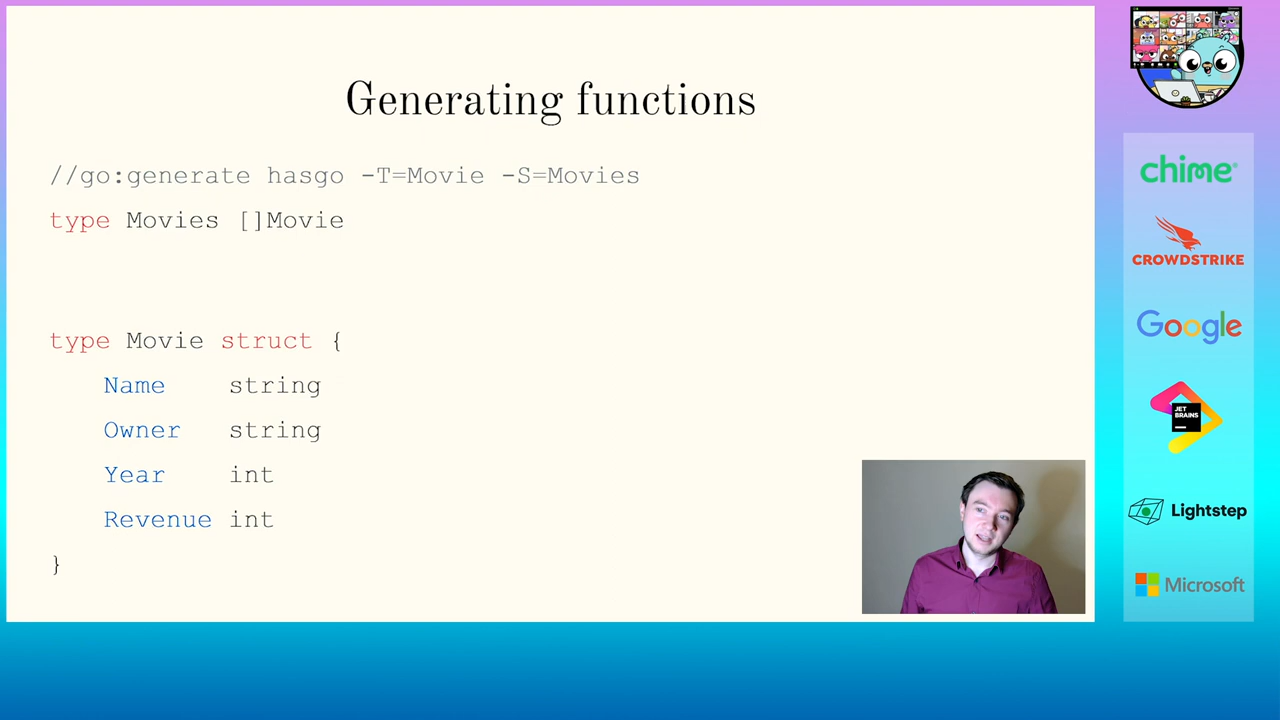 Generating functions
//go:generate hasgo -T=Movie -S=Movies
type Movies []Movie
type Movie struct {
Name string
Owner string
Year int
Revenue int
}
chime
CROWDSTRIKE
Google
JET
BRAINS
Lightstep
Microsoft